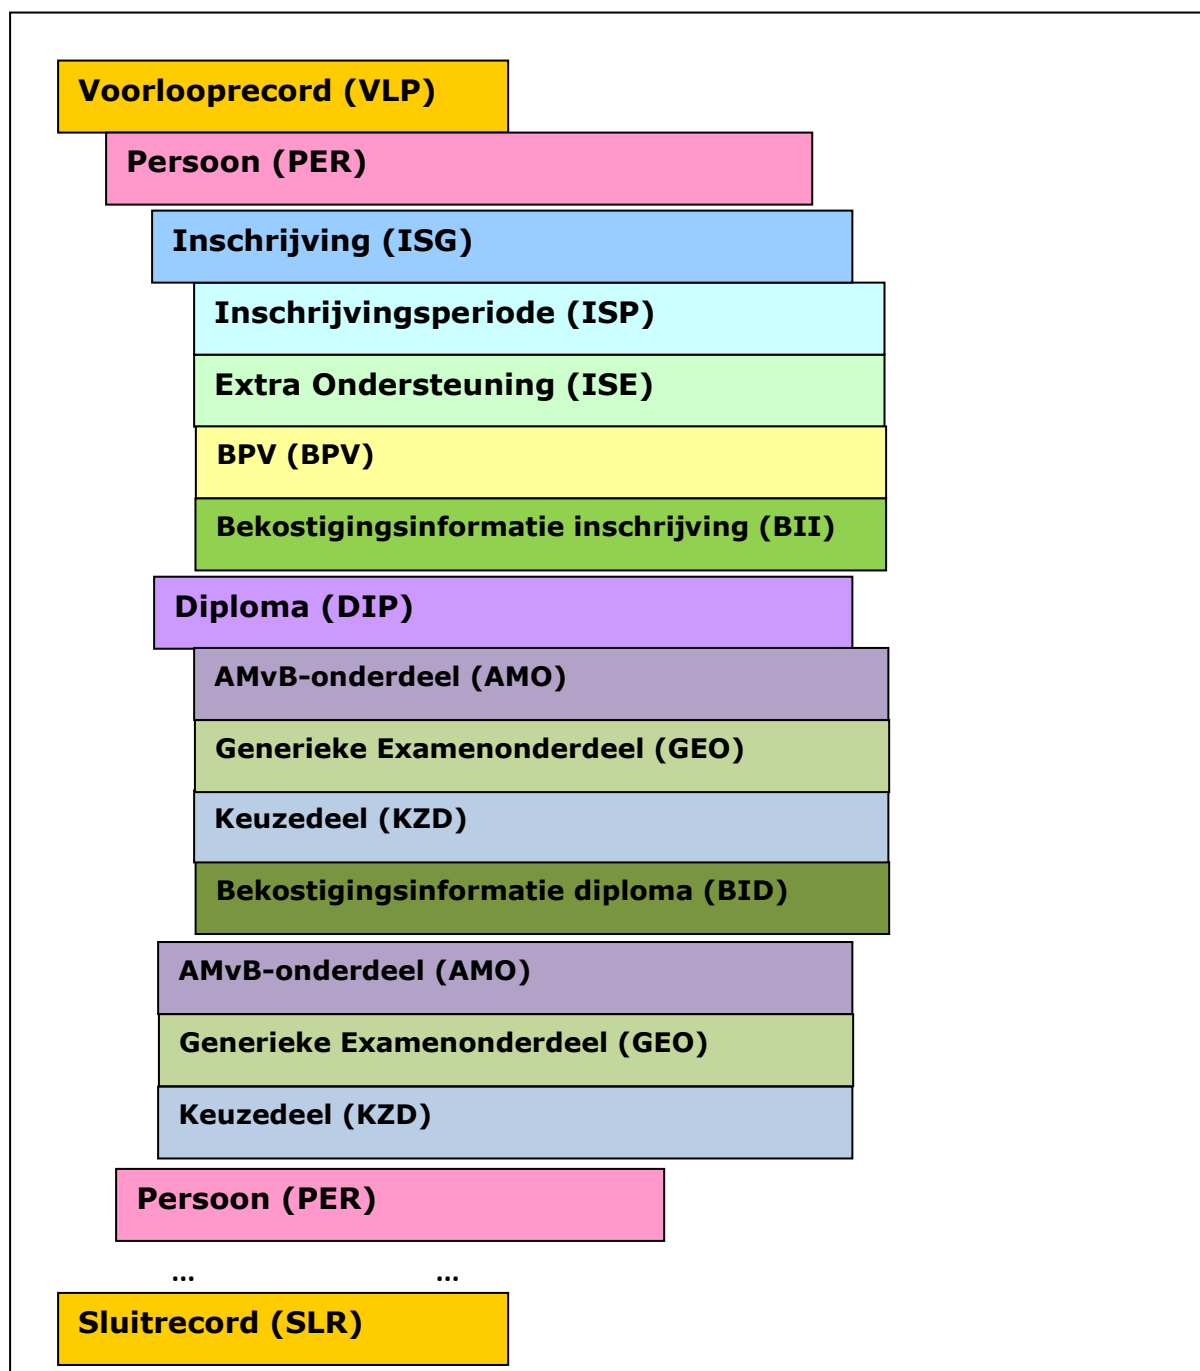 Voorlooprecord (VLP)
Persoon (PER)
Inschrijving (ISG)
Inschrijvingsperiode (ISP)
Extra Ondersteuning (ISE)
BPV (BPV)
Bekostigingsinformatie inschrijving (BII)
Diploma (DIP)
AMvB-onderdeel (AMO)
Generieke Examenonderdeel (GEO)
Keuzedeel (KZD)
Bekostigingsinformatie diploma (BID)
AMvB-onderdeel (AMO)
Generieke Examenonderdeel (GEO)
Keuzedeel (KZD)
Persoon (PER)
... ...
Sluitrecord (SLR)